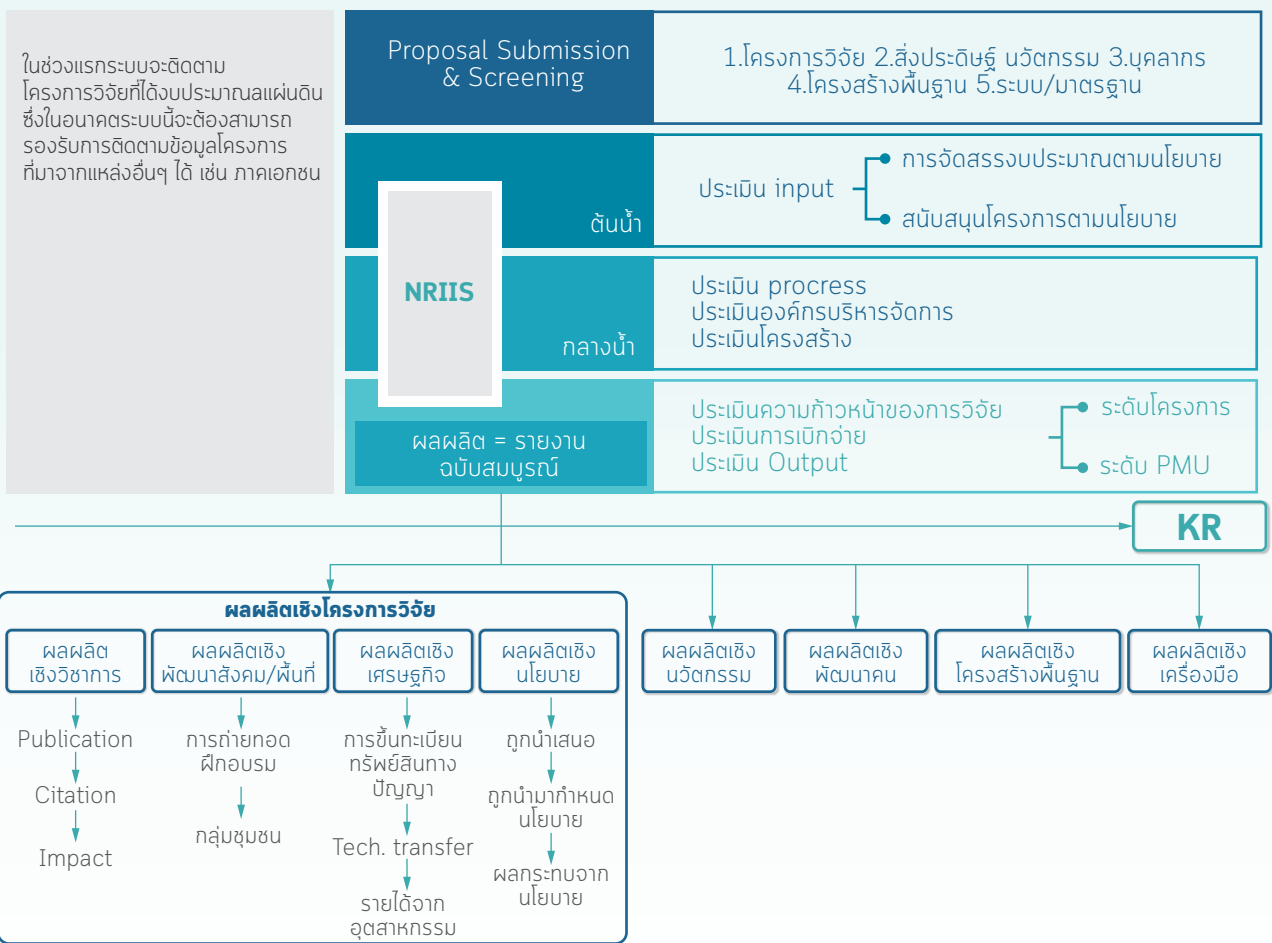 ในช่วงแรกระบบจะติดตาม
โครงการวิจัยที่ได้งบประมาณลแผ่นดิน
ซึ่งในอนาคตระบบนี้จะต้องสามารถ
รองรับการติดตามข้อมูลโครงการ
ที่มาจากแหล่งอื่นๆ ได้ เช่น ภาคเอกชน
Proposal Submission
& Screening
1.โครงการวิจัย 2.สิ่งประดิษฐ์ นวัตกรรม 3.บุคลากร
4.โครงสร้างพื้นฐาน 5.ระบบ/มาตรฐาน
NRIIS
ต้นน้ำ
ประเมิน input
การจัดสรรงบประมาณตามนโยบาย
สนับสนุนโครงการตามนโยบาย
กลางน้ำ
ประเมิน procress
ประเมินองค์กรบริหารจัดการ
ประเมินโครงสร้าง
ผลผลิต = รายงาน
ฉบับสมบูรณ์
ประเมินความก้าวหน้าของการวิจัย
ประเมินการเบิกจ่าย
ประเมิน Output
ระดับโครงการ
ระดับ PMU
KR
ผลผลิตเชิงโครงการวิจัย
ผลผลิต
เชิงวิชาการ
Publication
Citation
Impact
ผลผลิตเชิง
พัฒนาสังคม/พื้นที่
การถ่ายทอด
ฝึกอบรม
กลุ่มชุมชน
ผลผลิตเชิง
เศรษฐกิจ
การขึ้นทะเบียน
ทรัพย์สินทาง
ปัญญา
Tech. transfer
รายได้จาก
อุตสาหกรรม
ผลผลิตเชิง
นโยบาย
ถูกนำเสนอ
ถูกนำมากำหนด
นโยบาย
ผลกระทบจาก
นโยบาย
ผลผลิตเชิง
นวัตกรรม
ผลผลิตเชิง
พัฒนาคน
ผลผลิตเชิง
โครงสร้างพื้นฐาน
ผลผลิตเชิง
เครื่องมือ